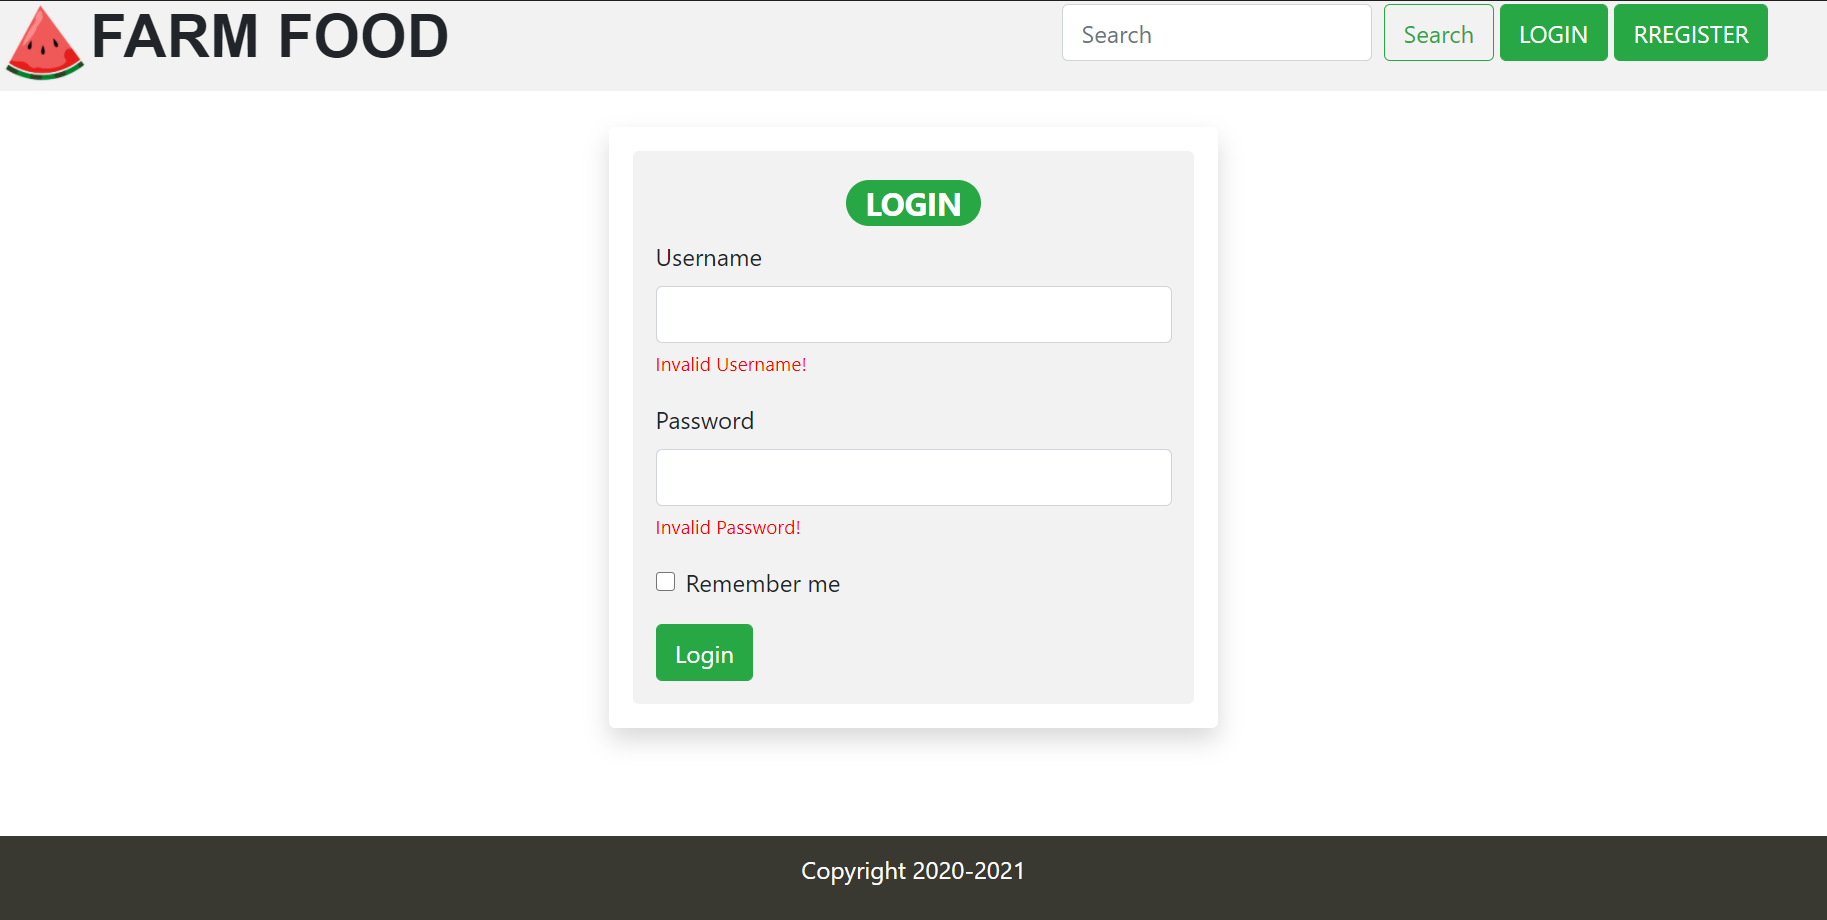 FARM FOOD
Search
Search
LOGIN
RREGISTER
LOGIN
Username
Invalid Username!
Password
Invalid Password!
Remember me
Login
Copyright 2020-2021